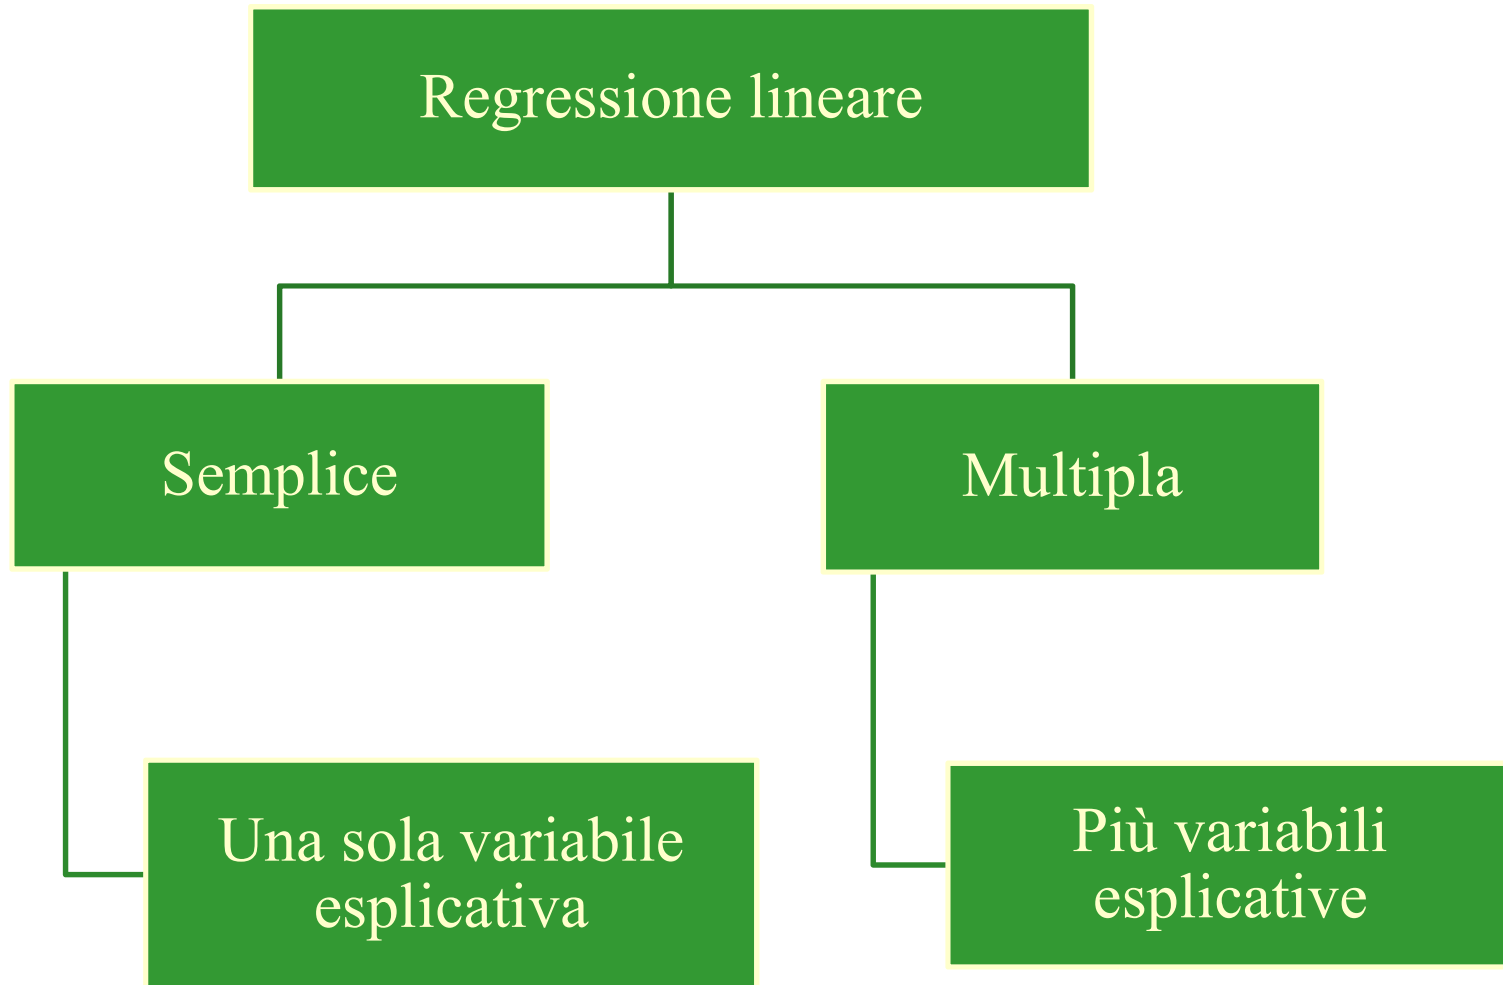 Regressione lineare
Semplice
Multipla
Una sola variabile
esplicativa
Più variabili
esplicative